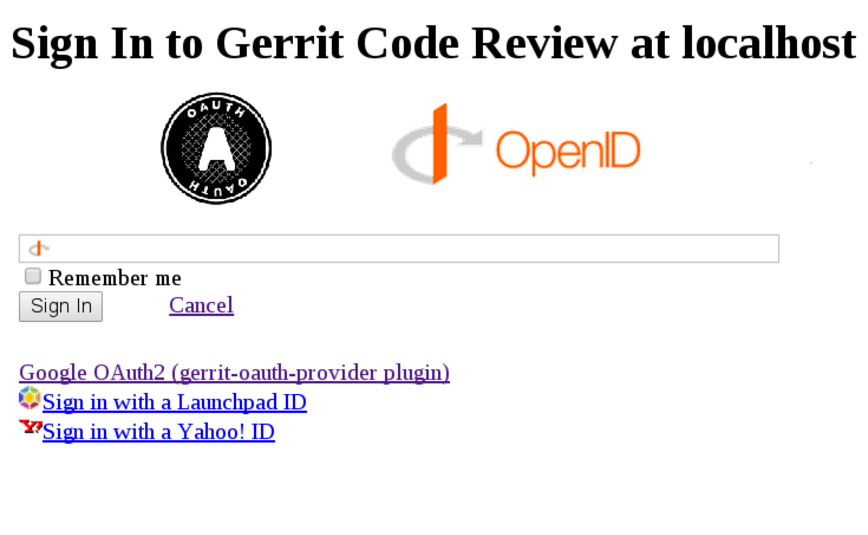 Sign In to Gerrit Code Review at localhost
OAUTH
A
OAUTH
OpenID
Remember me
Sign In Cancel
Google OAuth2 (gerrit-oauth-provider plugin)
Sign in with a Launchpad ID
Y! Sign in with a Yahoo! ID